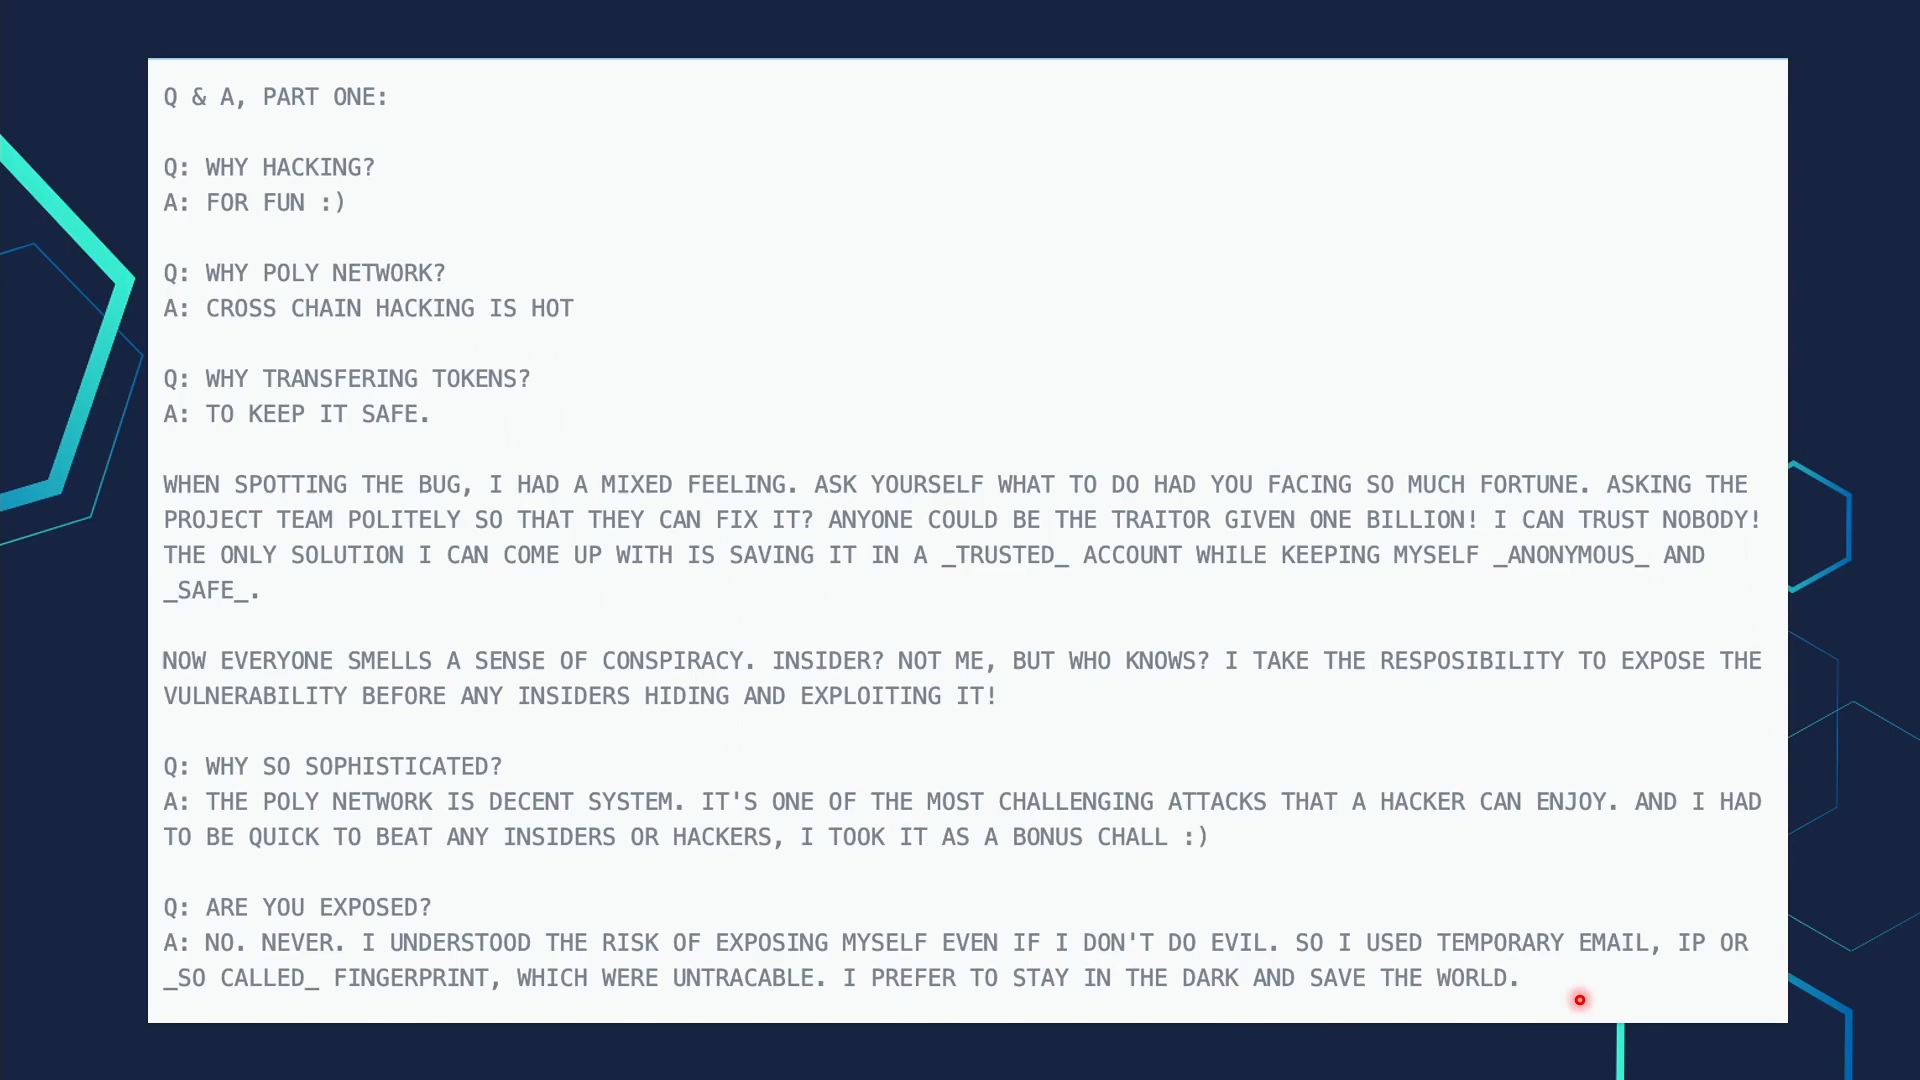 Q & A, PART ONE:
Q: WHY HACKING?
A: FOR FUN :)
Q: WHY POLY NETWORK?
A: CROSS CHAIN HACKING IS HOT
Q: WHY TRANSFERING TOKENS?
A: TO KEEP IT SAFE.
WHEN SPOTTING THE BUG, I HAD A MIXED FEELING. ASK YOURSELF WHAT TO DO HAD YOU FACING SO MUCH FORTUNE. ASKING THE
PROJECT TEAM POLITELY SO THAT THEY CAN FIX IT? ANYONE COULD BE THE TRAITOR GIVEN ONE BILLION! I CAN TRUST NOBODY!
THE ONLY SOLUTION I CAN COME UP WITH IS SAVING IT IN A _TRUSTED_ ACCOUNT WHILE KEEPING MYSELF _ANONYMOUS_ AND
_SAFE_.
NOW EVERYONE SMELLS A SENSE OF CONSPIRACY. INSIDER? NOT ME, BUT WHO KNOWS? I TAKE THE RESPOSIBILITY TO EXPOSE THE
VULNERABILITY BEFORE ANY INSIDERS HIDING AND EXPLOITING IT!
Q: WHY SO SOPHISTICATED?
A: THE POLY NETWORK IS DECENT SYSTEM. IT'S ONE OF THE MOST CHALLENGING ATTACKS THAT A HACKER CAN ENJOY. AND I HAD
TO BE QUICK TO BEAT ANY INSIDERS OR HACKERS, I TOOK IT AS A BONUS CHALL :)
Q: ARE YOU EXPOSED?
A: NO. NEVER. I UNDERSTOOD THE RISK OF EXPOSING MYSELF EVEN IF I DON'T DO EVIL. SO I USED TEMPORARY EMAIL, IP OR
_SO CALLED_ FINGERPRINT, WHICH WERE UNTRACABLE. I PREFER TO STAY IN THE DARK AND SAVE THE WORLD.